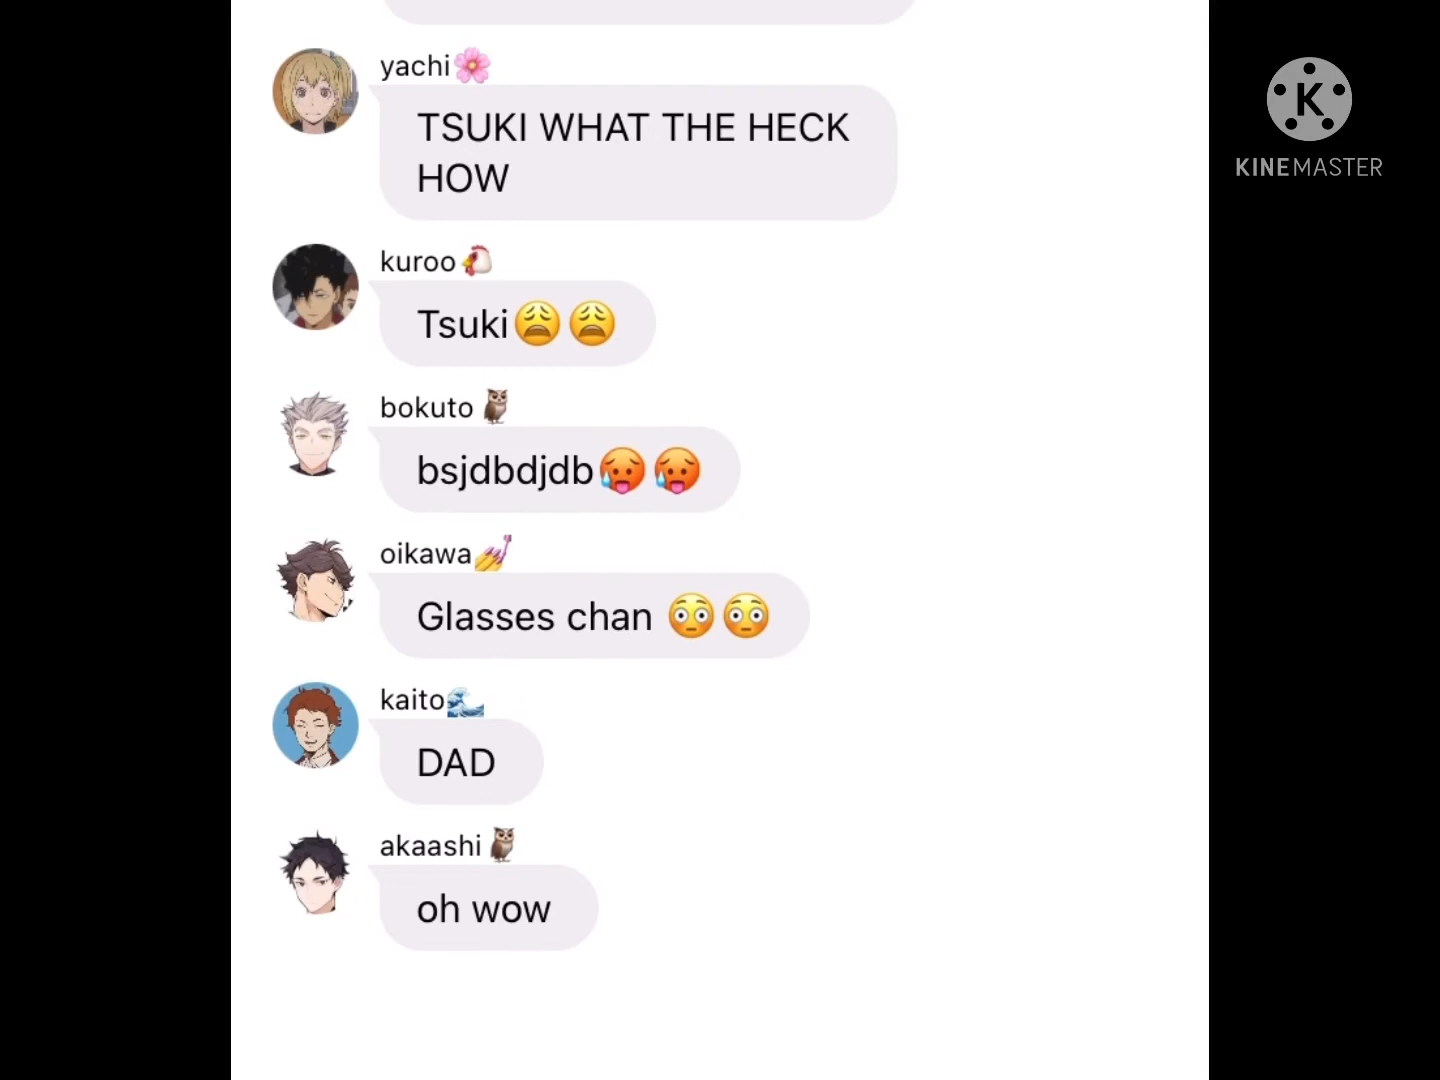 yachi🌸
TSUKI WHAT THE HECK
HOW
kuroo🐔
Tsuki😩😩
bokuto🦉
bsjdbdjdb🥵🥵
oikawa💅
Glasses chan 😳😳
kaito🌊
DAD
akaashi🦉
oh wow
K
KINEMASTER